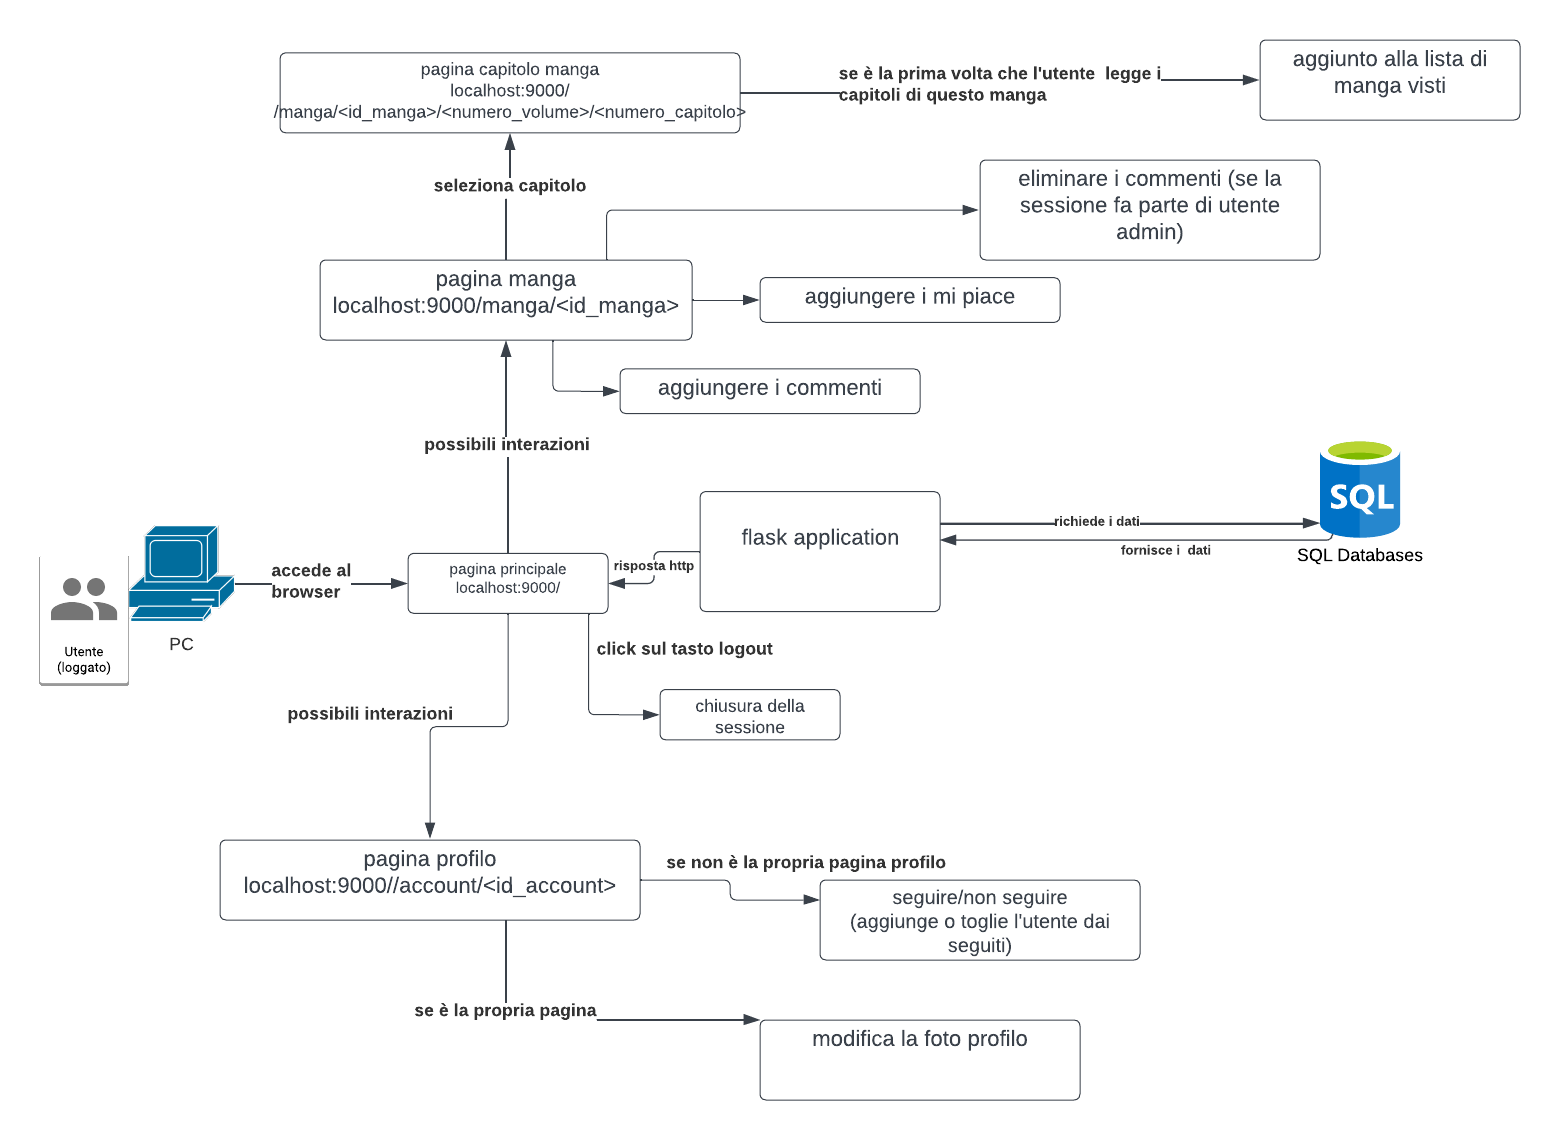 pagina capitolo manga
localhost:9000/
/manga/<id_manga>/<numero_volume>/<numero_capitolo>
se è la prima volta che l'utente  legge i
capitoli di questo manga
aggiunto alla lista di
manga visti
seleziona capitolo
eliminare i commenti (se la
sessione fa parte di utente
admin)
pagina manga
localhost:9000/manga/<id_manga>
aggiungere i mi piace
aggiungere i commenti
possibili interazioni
SQL
SQL Databases
flask application
richiede i dati
fornisce i  dati
risposta http
pagina principale
localhost:9000/
accede al
browser
PC
Utente
(loggato)
click sul tasto logout
chiusura della
sessione
possibili interazioni
pagina profilo
localhost:9000//account/<id_account>
se non è la propria pagina profilo
seguire/non seguire
(aggiunge o toglie l'utente dai
seguiti)
se è la propria pagina
modifica la foto profilo